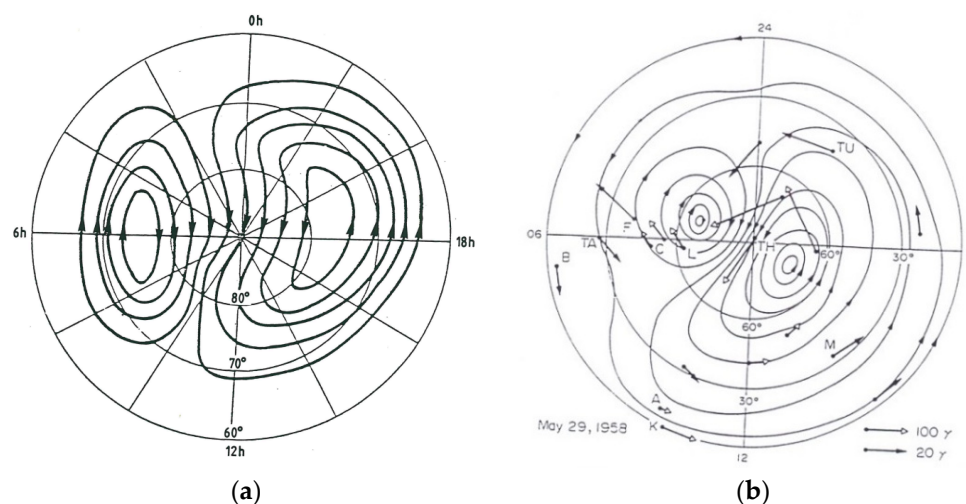 0h
6h
18h
80°
70°
60°
12h
(a)
24
TU
06
TA
F
C
L
TH
60°
30°
B
60°
M
30°
A
K
May 29, 1958
12
100 γ
20 γ
(b)